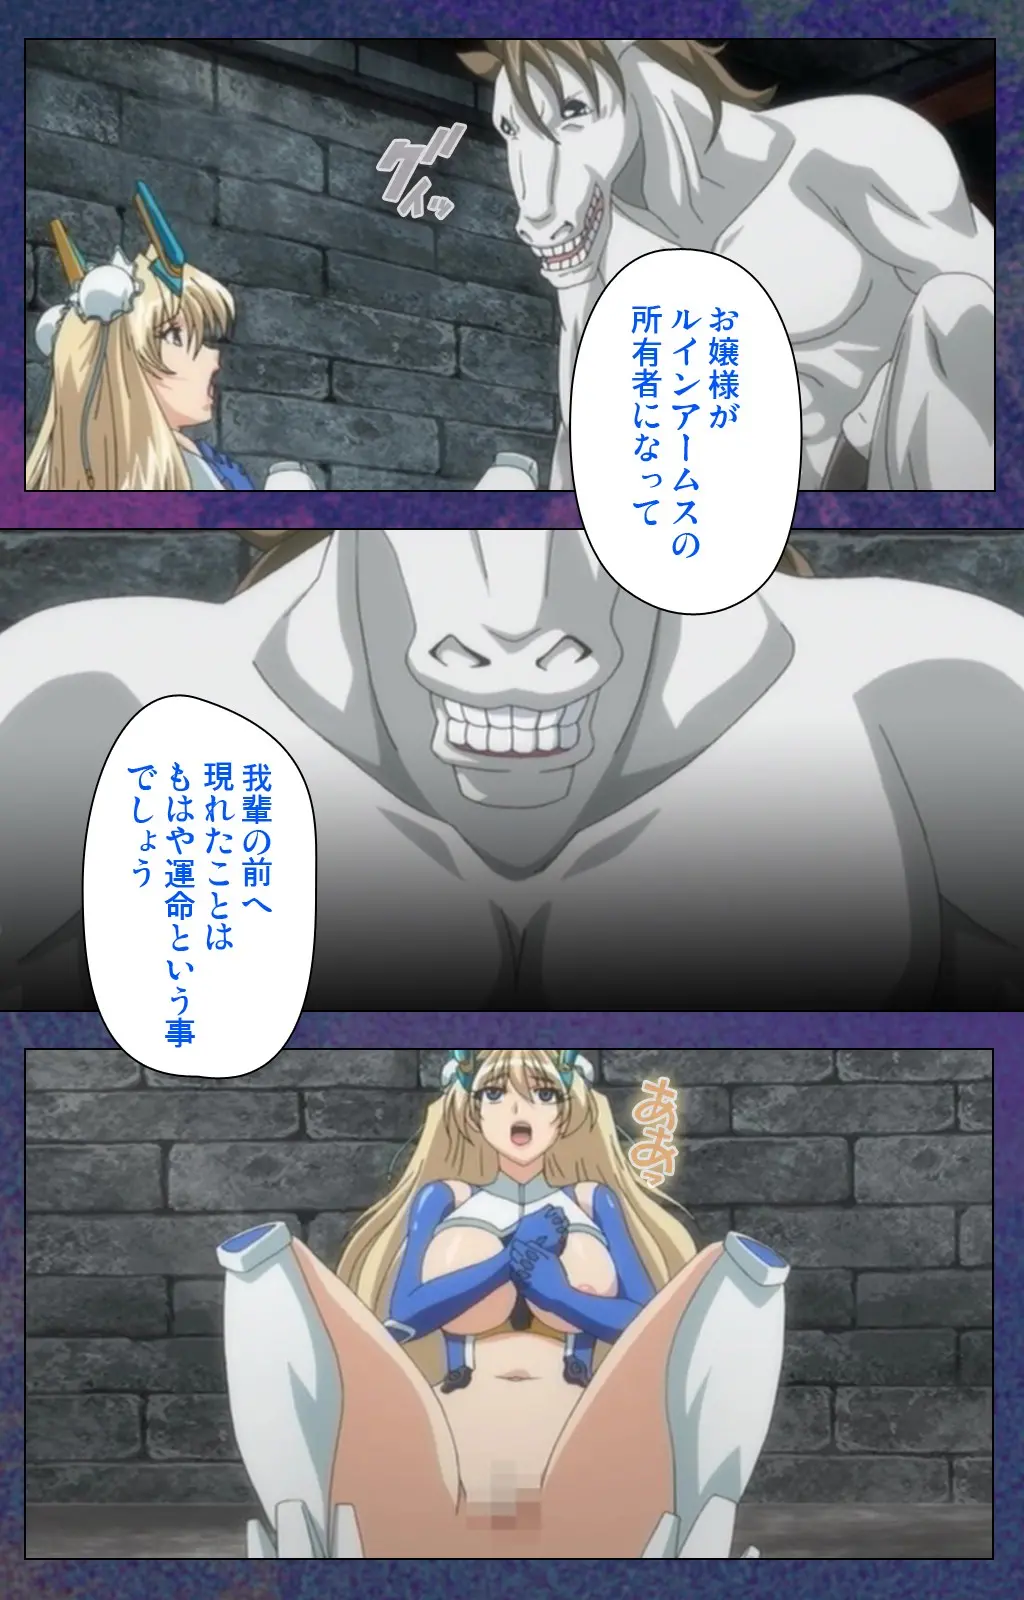 グイッ
お嬢様が
ルインアームスの
所有者になって
我輩の前へ
現れたことは
もはや運命という事
でしょう
ああっ